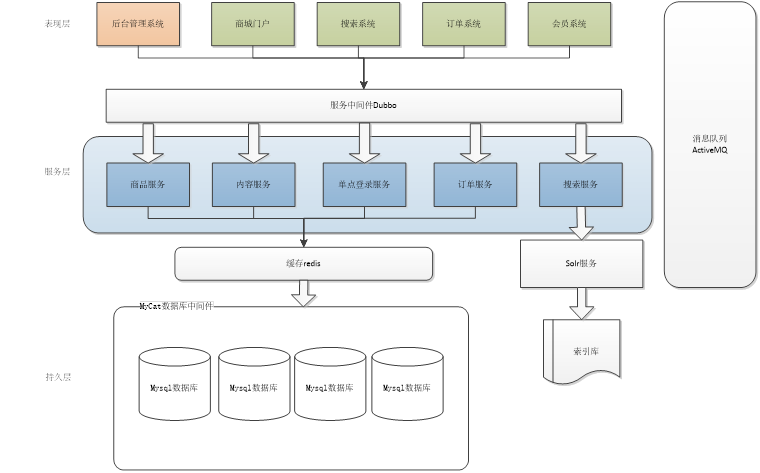 表现层
后台管理系统
商城门户
搜索系统
订单系统
会员系统
服务中间件Dubbo
消息队列
ActiveMQ
服务层
商品服务
内容服务
单点登录服务
订单服务
搜索服务
缓存redis
Solr服务
MyCat数据库中间件
索引库
持久层
Mysql数据库
Mysql数据库
Mysql数据库
Mysql数据库